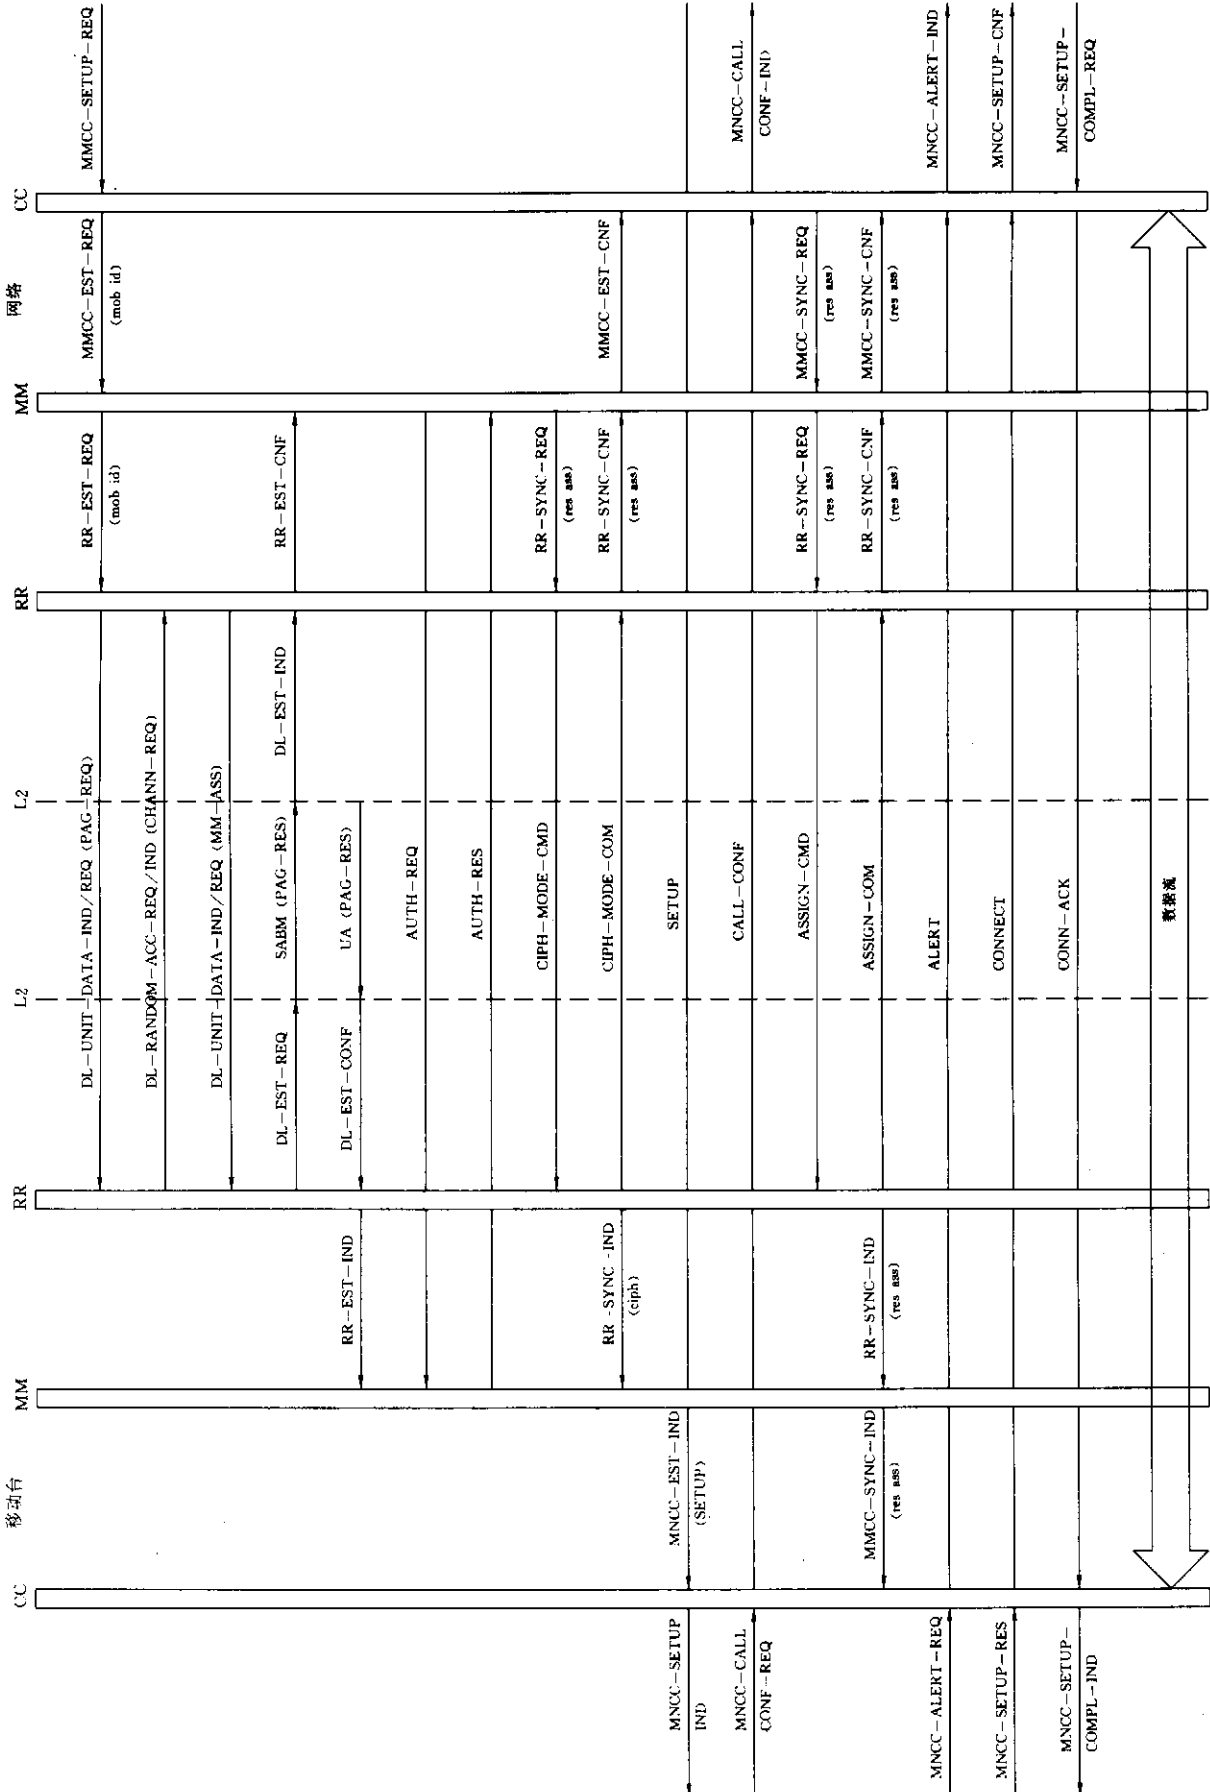 移动台
网络
CC
MM
RR
L2
L2
RR
MM
CC
DL-UNIT-DATA-IND/REQ (PAG-REQ)
RR-EST-REQ
(mob id)
MMCC-EST-REQ
(mob id)
MMCC-SETUP-REQ
DL-RANDOM-ACC-REQ/IND (CHANN-REQ)
DL-UNIT-DATA-IND/REQ (MM-ASS)
DL-EST-REQ
SABM (PAG-RES)
DL-EST-IND
RR-EST-CNF
RR-EST-IND
DL-EST-CONF
UA (PAG-RES)
AUTH-REQ
AUTH-RES
CIPH-MODE-CMD
RR-SYNC-REQ
(res ass)
RR-SYNC-IND
(ciph)
CIPH-MODE-COM
RR-SYNC-CNF
(res ass)
MMCC-EST-CNF
MNCC-SETUP
IND
MNCC-EST-IND
(SETUP)
SETUP
MNCC-CALL
CONF-REQ
CALL-CONF
MNCC-CALL
CONF-IND
ASSIGN-CMD
RR-SYNC-REQ
(res ass)
MMCC-SYNC-REQ
(res ass)
MMCC-SYNC-IND
(res ass)
RR-SYNC-IND
(res ass)
ASSIGN-COM
RR-SYNC-CNF
(res ass)
MMCC-SYNC-CNF
(res ass)
MNCC-ALERT-REQ
ALERT
MNCC-ALERT-IND
MNCC-SETUP-RES
CONNECT
MNCC-SETUP-CNF
MNCC-SETUP-
COMPL-IND
CONN-ACK
MNCC-SETUP-
COMPL-REQ
数据流